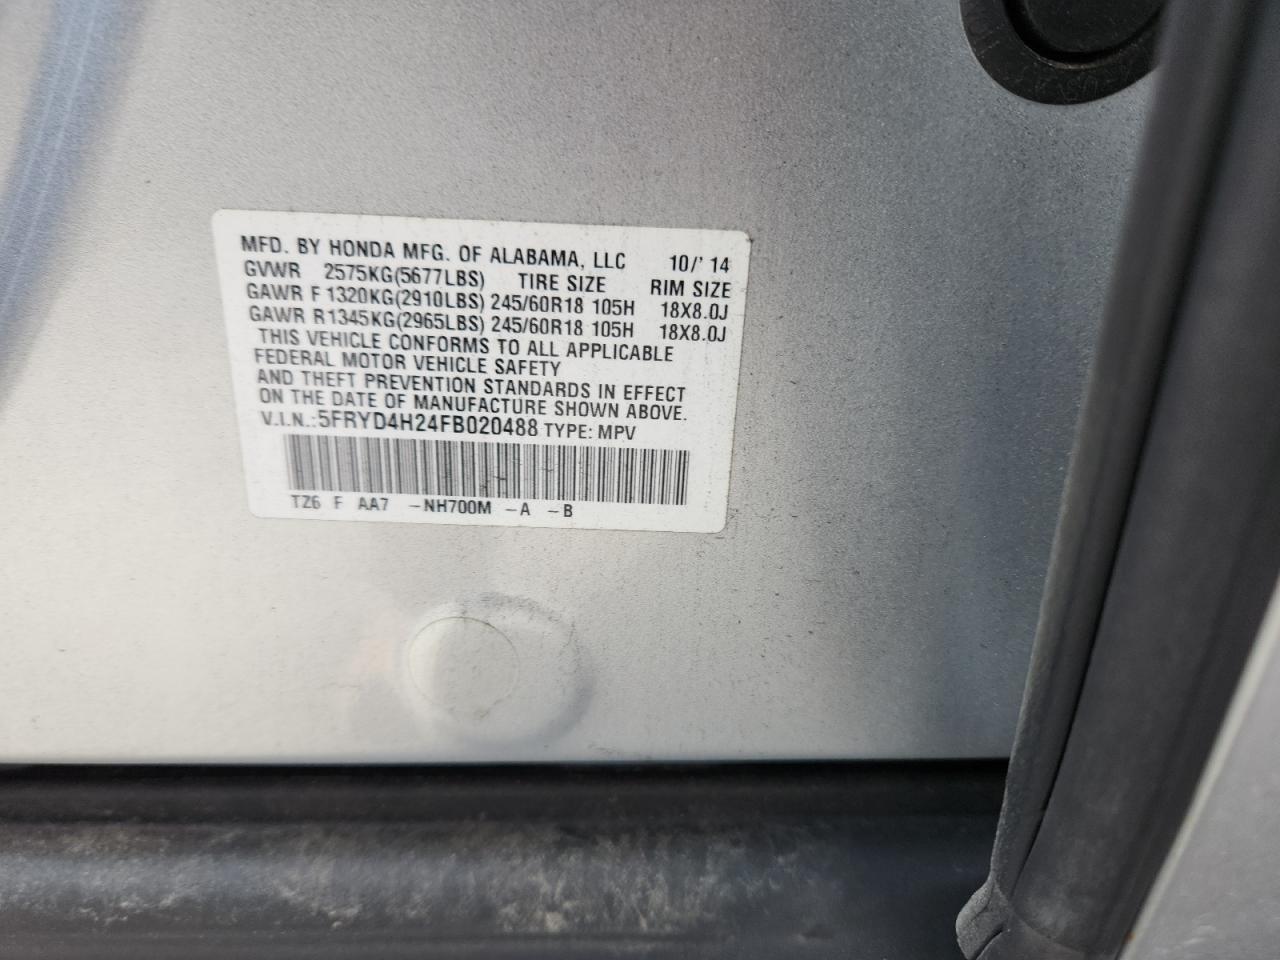 MFD. BY HONDA MFG. OF ALABAMA, LLC 10/'14
GVWR 2575KG(5677LBS) TIRE SIZE RIM SIZE
GAWR F 1320KG(2910LBS) 245/60R18 105H 18X8.0J
GAWR R1345KG(2965LBS) 245/60R18 105H 18X8.0J
THIS VEHICLE CONFORMS TO ALL APPLICABLE
FEDERAL MOTOR VEHICLE SAFETY
AND THEFT PREVENTION STANDARDS IN EFFECT
ON THE DATE OF MANUFACTURE SHOWN ABOVE.
V.I.N.:5FRYD4H24FB020488 TYPE: MPV
TZ6 F AA7 -NH700M -A -B